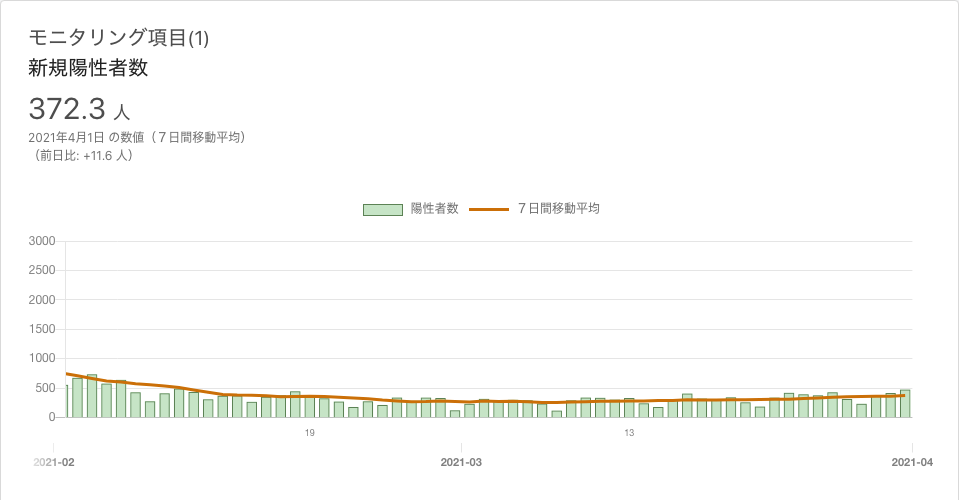 モニタリング項目(1)
新規陽性者数
372.3 人
2021年4月1日 の数値（７日間移動平均）
（前日比: +11.6 人）
陽性者数 ７日間移動平均
3000
2500
2000
1500
1000
500
0
19 13
2021-02 2021-03 2021-04